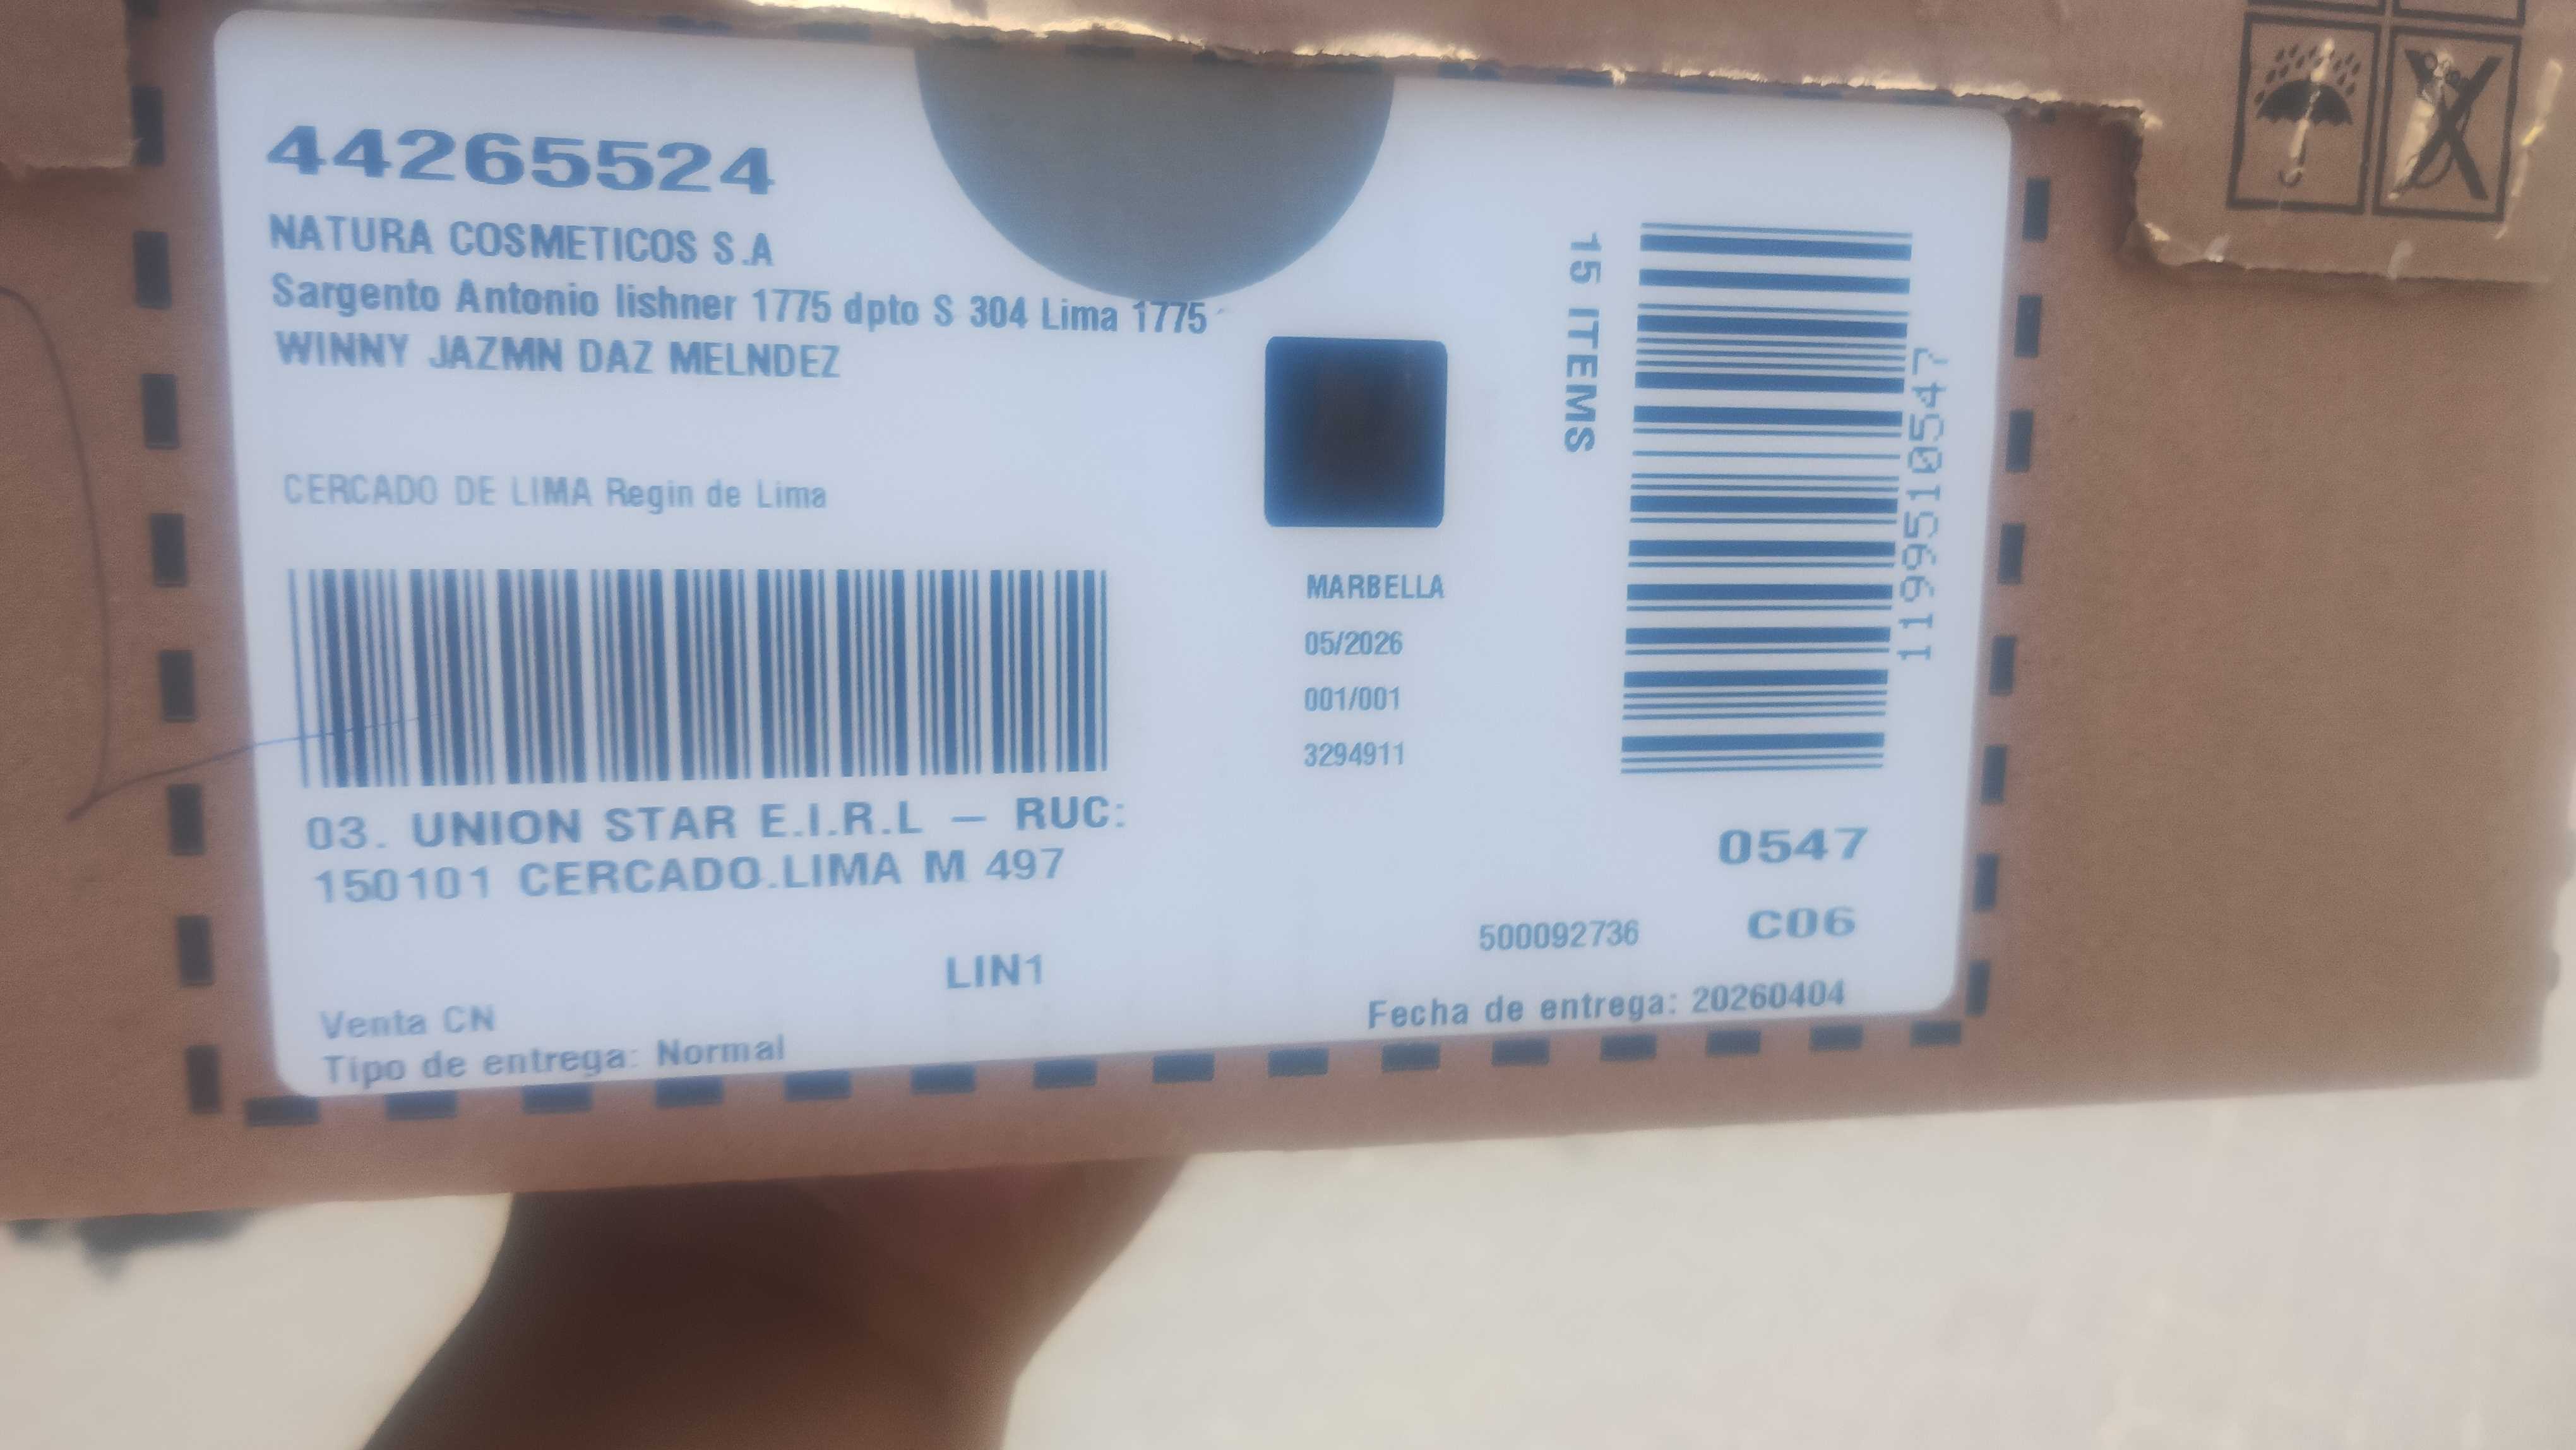 44265524
NATURA COSMETICOS S.A
Sargento Antonio lishner 1775 dpto S 304 Lima 1775
WINNY JAZMN DAZ MELNDEZ
CERCADO DE LIMA Regin de Lima
03. UNION STAR E.I.R.L – RUC:
150101 CERCADO.LIMA M 497
LIN1
Venta CN
Tipo de entrega: Normal
MARBELLA
05/2026
001/001
3294911
15 ITEMS
1199510547
0547
500092736 C06
Fecha de entrega: 20260404